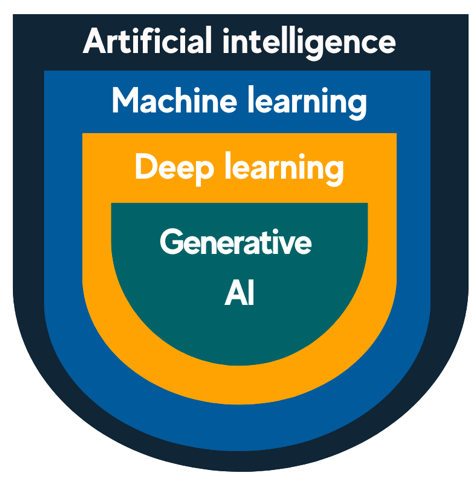 Artificial intelligence
Machine learning
Deep learning
Generative
AI